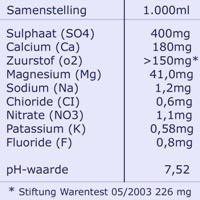 Samenstelling 1.000ml
Sulphaat (SO4) 400mg
Calcium (Ca) 180mg
Zuurstof (o2) >150mg*
Magnesium (Mg) 41,0mg
Sodium (Na) 1,2mg
Chioride (CI) 0,6mg
Nitrate (NO3) 1,1mg
Patassium (K) 0,58mg
Fluoride (F) 0,8mg
pH-waarde 7,52
* Stiftung Warentest 05/2003 226 mg